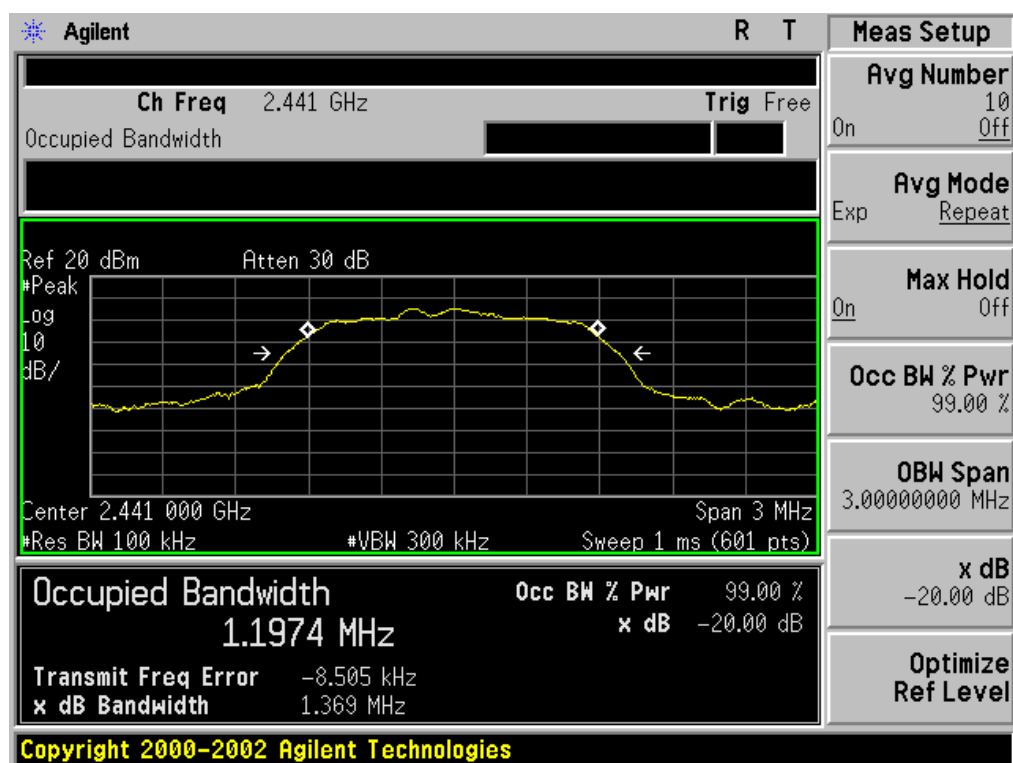 Agilent R T Meas Setup
Avg Number
10
On Off
Ch Freq 2.441 GHz Trig Free
Occupied Bandwidth
Avg Mode
Exp Repeat
Ref 20 dBm Atten 30 dB
#Peak
Log
10
dB/
Max Hold
On Off
Occ BW % Pwr
99.00 %
OBW Span
3.00000000 MHz
Center 2.441 000 GHz Span 3 MHz
#Res BW 100 kHz #VBW 300 kHz Sweep 1 ms (601 pts)
x dB
-20.00 dB
Occupied Bandwidth Occ BW % Pwr 99.00 %
1.1974 MHz x dB -20.00 dB
Transmit Freq Error -8.505 kHz
x dB Bandwidth 1.369 MHz
Optimize
Ref Level
Copyright 2000-2002 Agilent Technologies